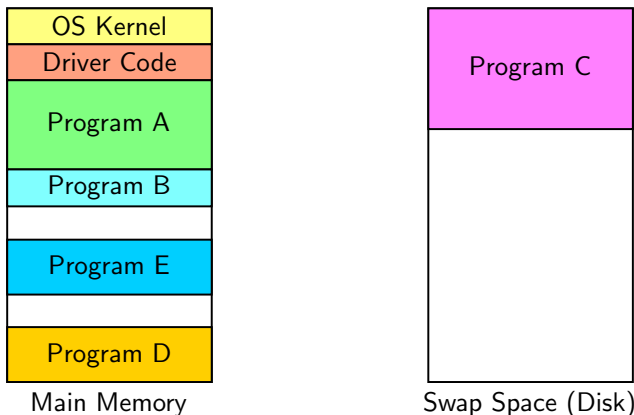 OS Kernel
Driver Code
Program A
Program B
Program E
Program D
Main Memory
Program C
Swap Space (Disk)